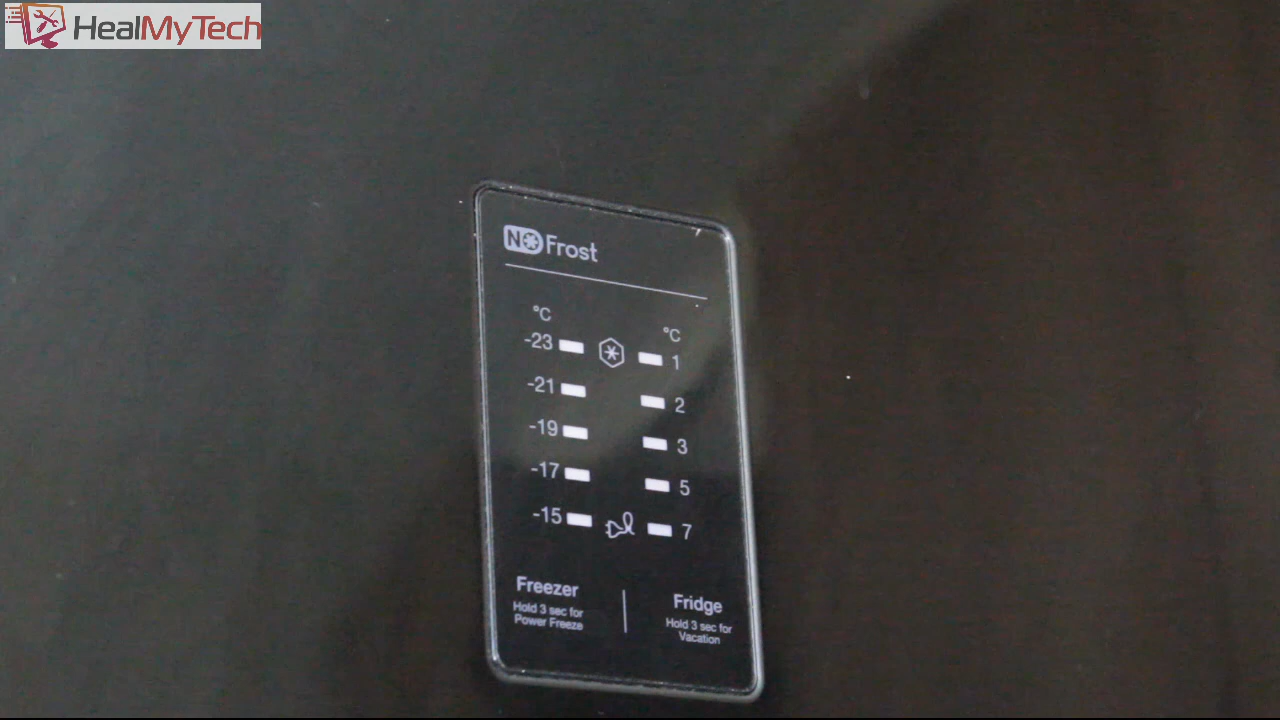 HealMyTech
NO Frost
°C
°C
-23 1
-21 2
-19 3
-17 5
-15 7
Freezer
Hold 3 sec for
Power Freeze
Fridge
Hold 3 sec for
Vacation